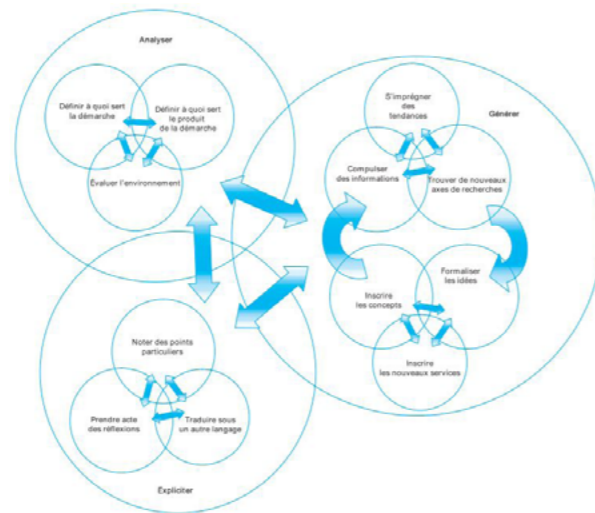 Analyser
Définir à quoi sert
la démarche
Définir à quoi sert
le produit
de la démarche
Évaluer l'environnement
Générer
S'imprégner
des
tendances
Compulser
des informations
Trouver de nouveaux
axes de recherches
Formaliser
les idées
Inscrire
les concepts
Inscrire
les nouveaux services
Noter des points
particuliers
Prendre acte
des réflexions
Traduire sous
un autre langage
Expliciter